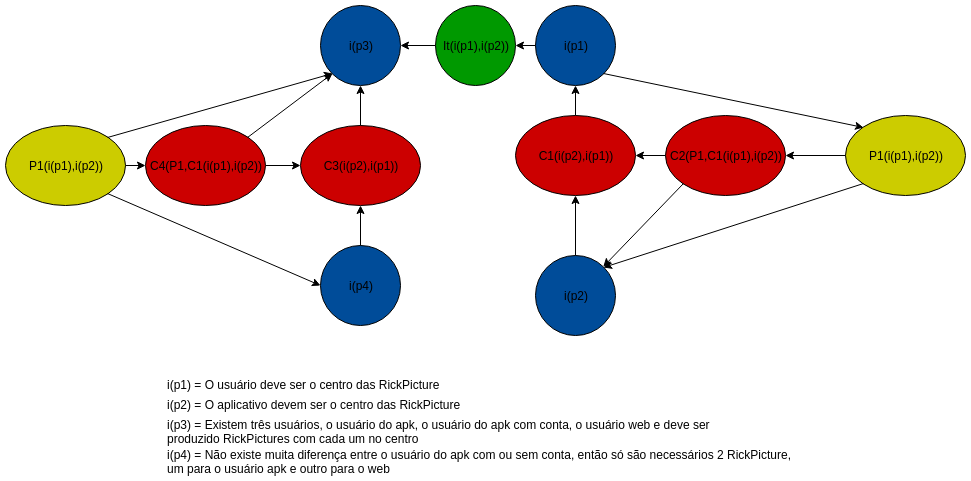 i(p3)
It(i(p1),i(p2))
i(p1)
P1(i(p1),i(p2))
C4(P1,C1(i(p1),i(p2))
C3(i(p2),i(p1))
C1(i(p2),i(p1))
C2(P1,C1(i(p1),i(p2))
P1(i(p1),i(p2))
i(p4)
i(p2)
i(p1) = O usuário deve ser o centro das RickPicture
i(p2) = O aplicativo devem ser o centro das RickPicture
i(p3) = Existem três usuários, o usuário do apk, o usuário do apk com conta, o usuário web e deve ser
produzido RickPictures com cada um no centro
i(p4) = Não existe muita diferença entre o usuário do apk com ou sem conta, então só são necessários 2 RickPicture,
um para o usuário apk e outro para o web